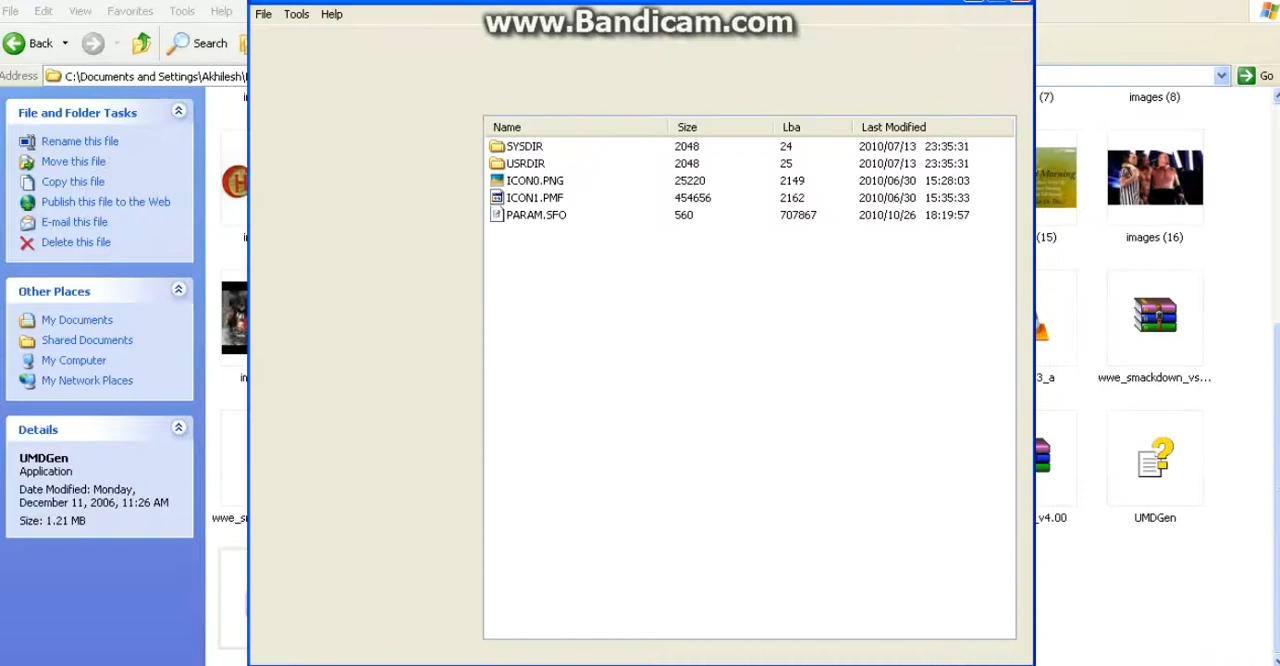 File Edit View Favorites Tools Help
Back Search
Address C:\Documents and Settings\Akhilesh\ Go
File and Folder Tasks
Rename this file
Move this file
Copy this file
Publish this file to the Web
E-mail this file
Delete this file
Other Places
My Documents
Shared Documents
My Computer
My Network Places
Details
UMDGen
Application
Date Modified: Monday,
December 11, 2006, 11:26 AM
Size: 1.21 MB
File Tools Help
www.Bandicam.com
Name Size Lba Last Modified
SYSDIR 2048 24 2010/07/13 23:35:31
USRDIR 2048 25 2010/07/13 23:35:31
ICON0.PNG 25220 2149 2010/06/30 15:28:03
ICON1.PMF 454656 2162 2010/06/30 15:35:33
PARAM.SFO 560 707867 2010/10/26 18:19:57
(7) images (8)
Morning
(15) images (16)
3_a wwe_smackdown_vs...
_v4.00 UMDGen